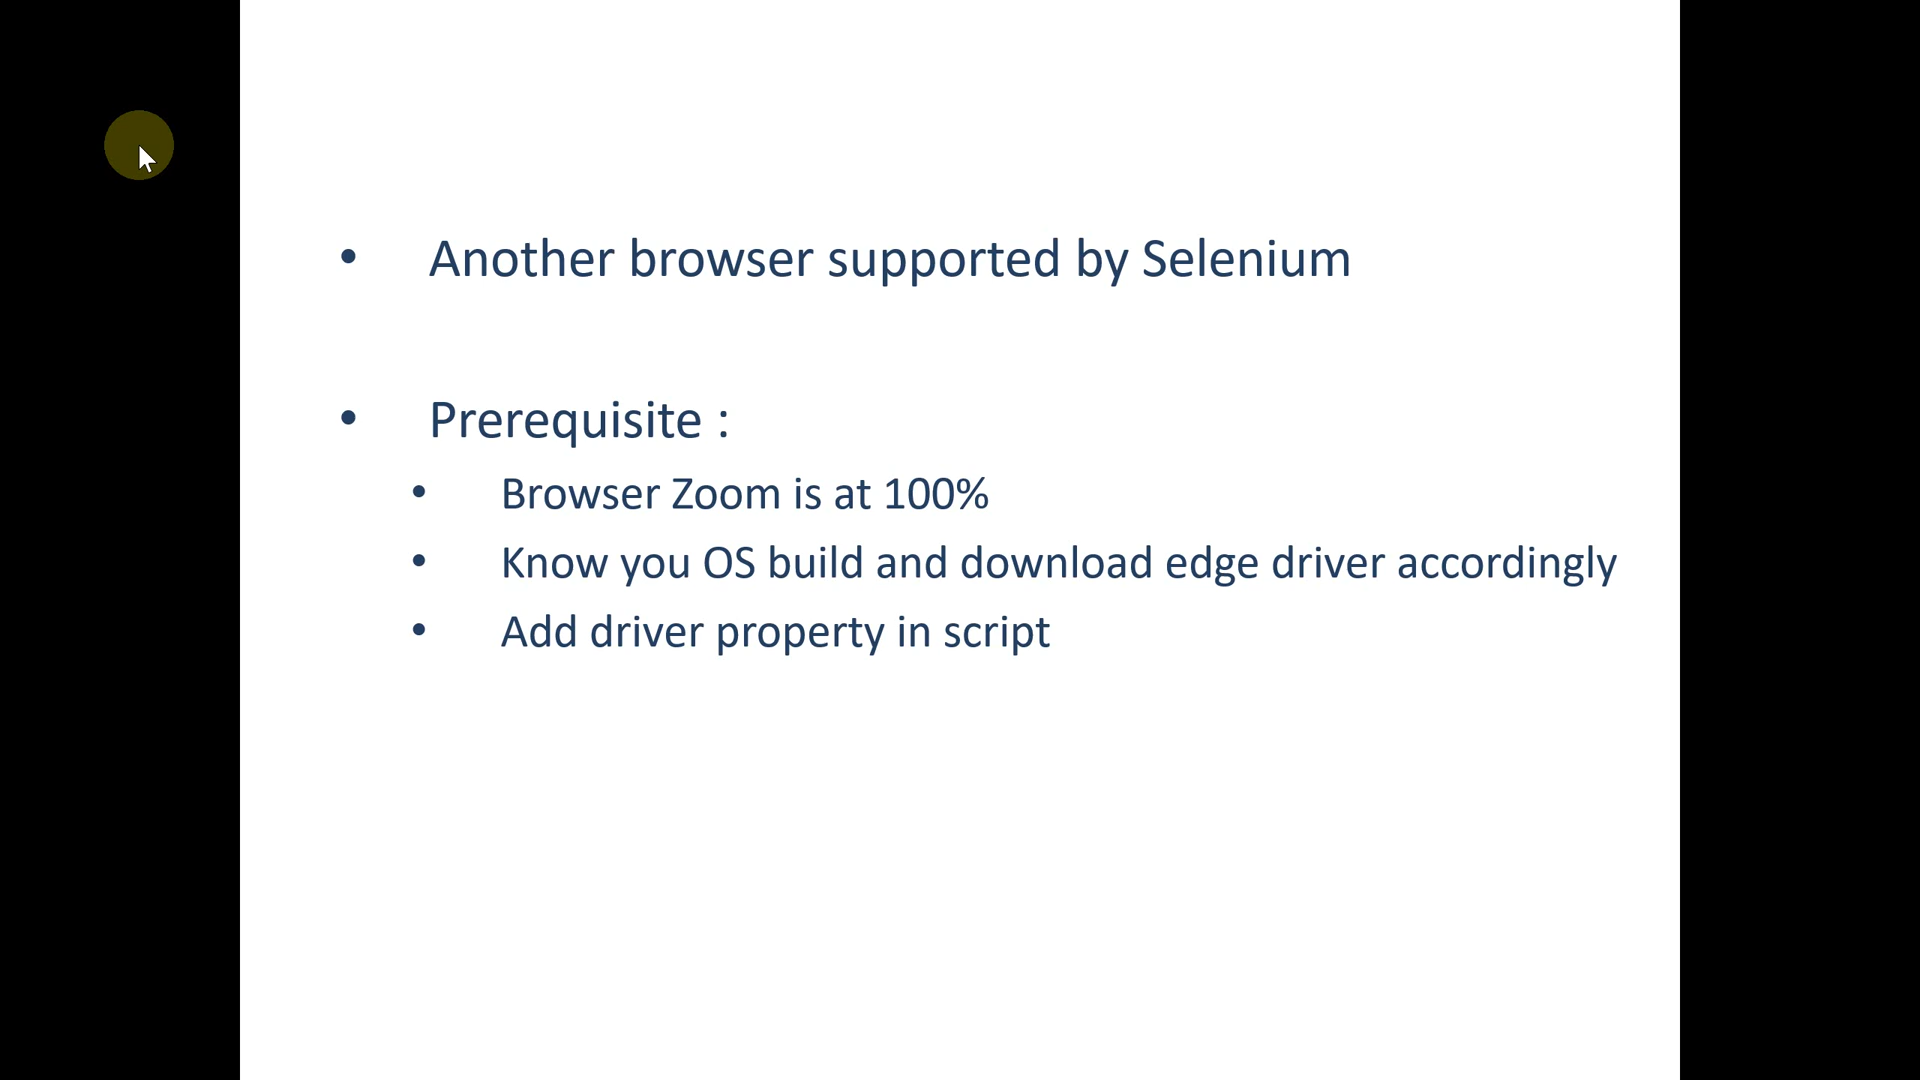 • Another browser supported by Selenium
• Prerequisite :
• Browser Zoom is at 100%
• Know you OS build and download edge driver accordingly
• Add driver property in script